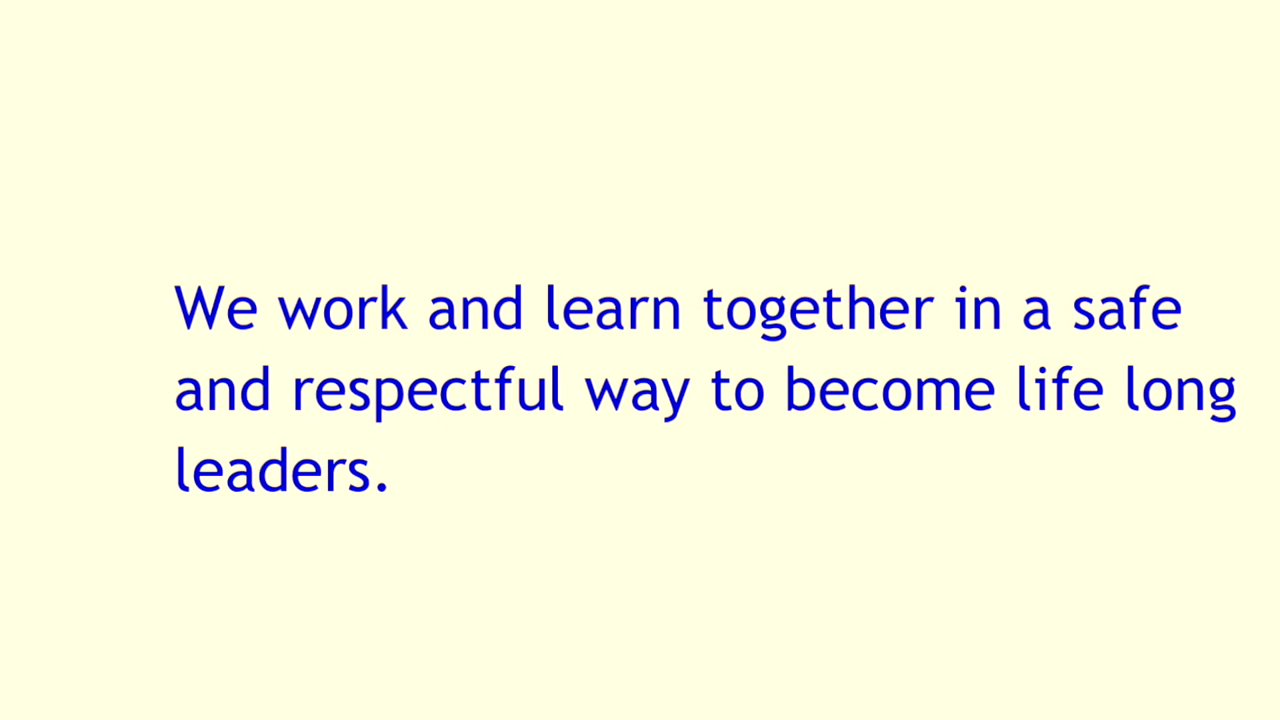 We work and learn together in a safe
and respectful way to become life long
leaders.